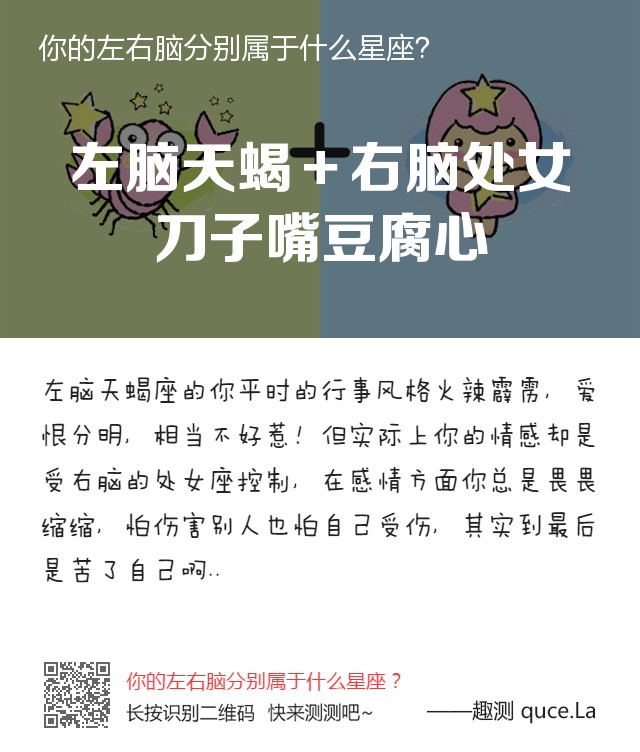 你的左右脑分别属于什么星座?
左脑天蝎＋右脑处女
刀子嘴豆腐心
左脑天蝎座的你平时的行事风格火辣霹雳，爱
恨分明，相当不好惹！但实际上你的情感却是
受右脑的处女座控制，在感情方面你总是畏畏
缩缩，怕伤害别人也怕自己受伤，其实到最后
是苦了自己啊..
你的左右脑分别属于什么星座？
长按识别二维码 快来测测吧~
——趣测 quce.La